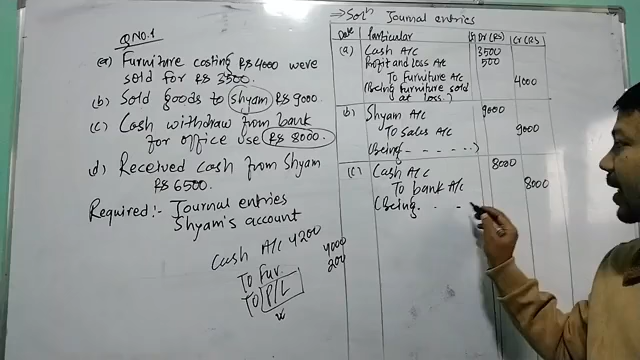 Q NO.1
(a) Furniture costing Rs 4000 were
sold for Rs 3500.
(b) Sold goods to Shyam Rs 9000.
(c) Cash withdraw from bank
for office use Rs 8000.
d) Received cash from Shyam
Rs 6500.
Required:- Journal entries
Shyam's account
Cash A/C 4200
To Fur. 4000
To P/L 200
⇒ Solⁿ Journal entries
Date Particular Dr (RS) Cr (RS)
(a) Cash A/C 3500
Profit and Loss A/C 500
To Furniture A/C 4000
(Being furniture sold
at loss.)
b) Shyam A/C 9000
To Sales A/C 9000
(Being - - - - - -)
(c) Cash A/C 8000
To bank A/C 8000
(Being. . - -